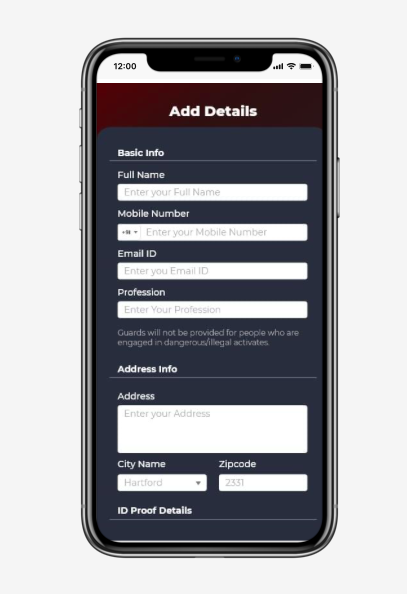 12:00
Add Details
Basic Info
Full Name
Enter your Full Name
Mobile Number
+91 Enter your Mobile Number
Email ID
Enter you Email ID
Profession
Enter Your Profession
Guards will not be provided for people who are
engaged in dangerous/illegal activates.
Address Info
Address
Enter your Address
City Name Zipcode
Hartford 2331
ID Proof Details